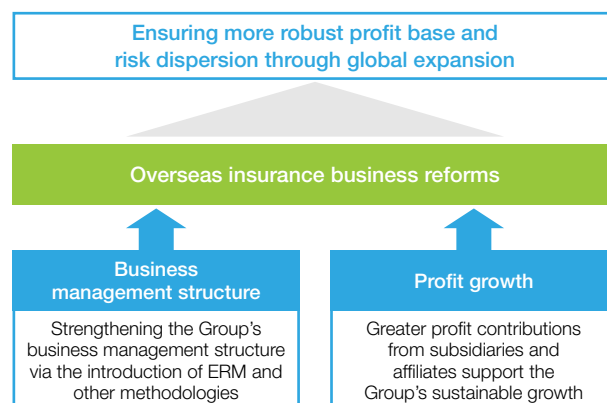 Ensuring more robust profit base and
risk dispersion through global expansion
Overseas insurance business reforms
Business
management structure
Strengthening the Group's
business management structure
via the introduction of ERM and
other methodologies
Profit growth
Greater profit contributions
from subsidiaries and
affiliates support the
Group's sustainable growth